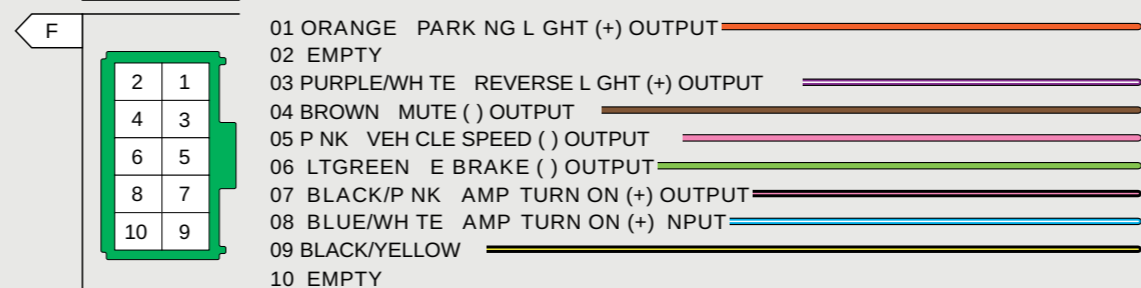 F
01 ORANGE PARK NG L GHT (+) OUTPUT
02 EMPTY
03 PURPLE/WH TE REVERSE L GHT (+) OUTPUT
04 BROWN MUTE ( ) OUTPUT
05 P NK VEH CLE SPEED ( ) OUTPUT
06 LTGREEN E BRAKE ( ) OUTPUT
07 BLACK/P NK AMP TURN ON (+) OUTPUT
08 BLUE/WH TE AMP TURN ON (+) NPUT
09 BLACK/YELLOW
10 EMPTY
2 1
4 3
6 5
8 7
10 9